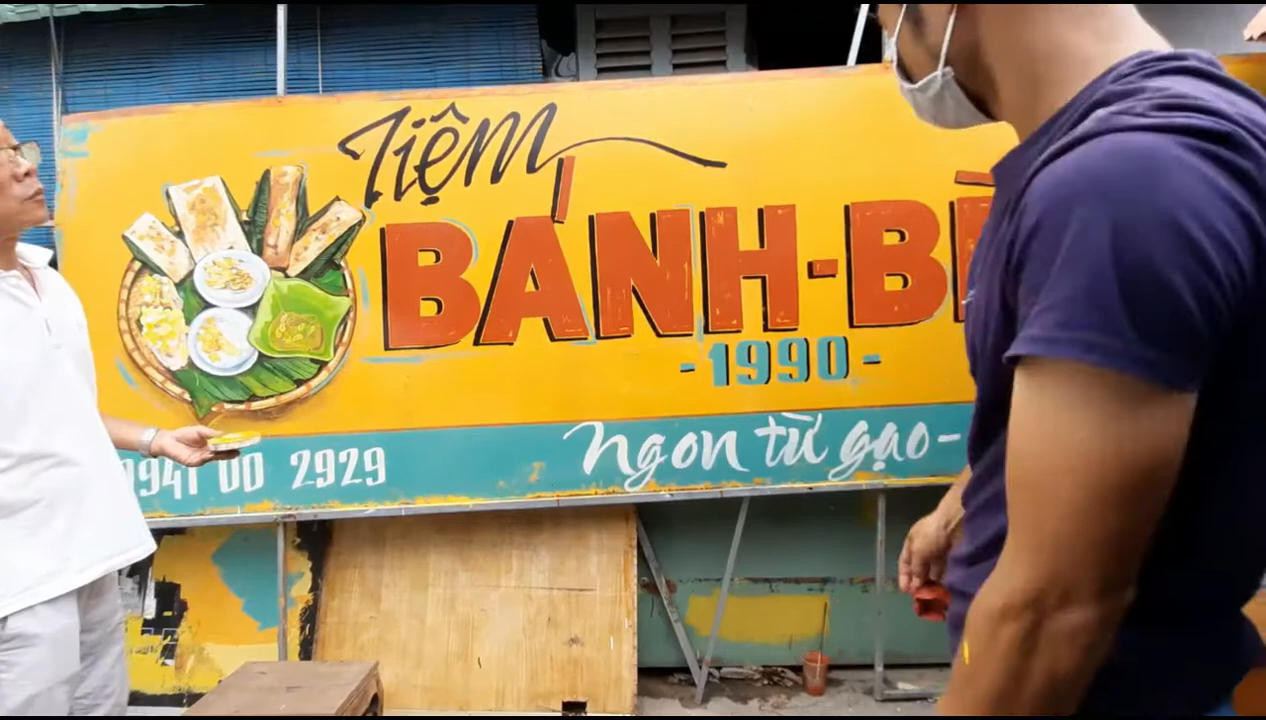 Tiệm
BÁNH-BÈ
-1990-
ngon từ gạo-
0941 00 2929